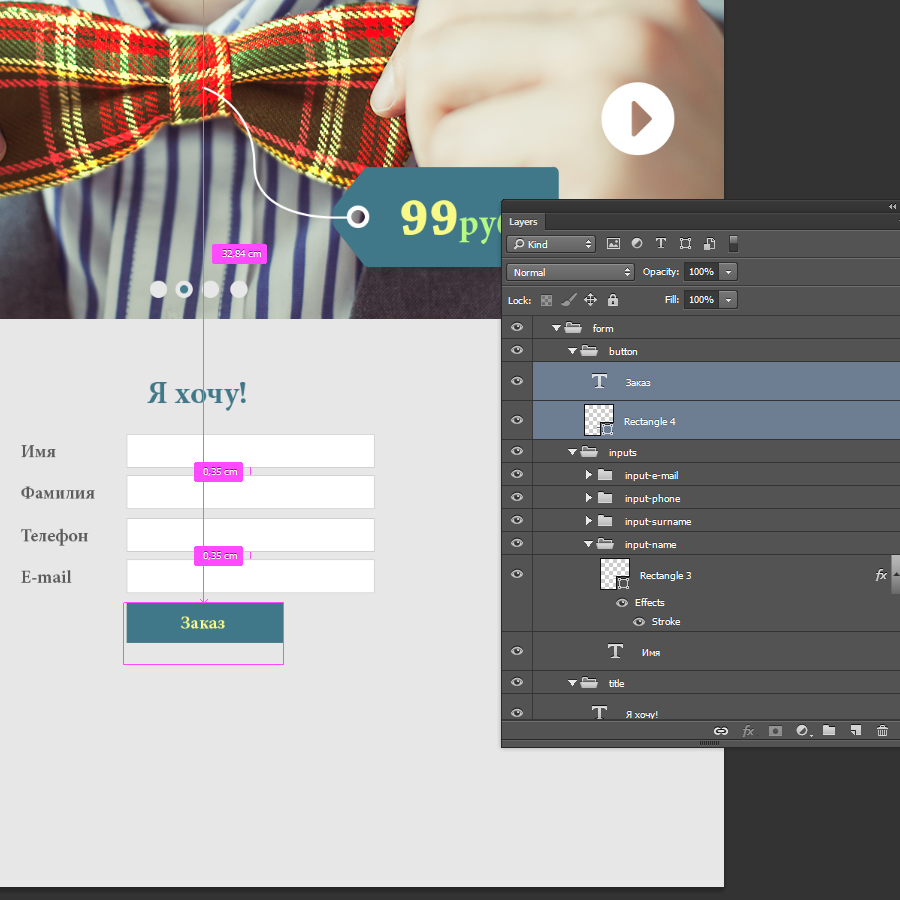 99руб
32,84 cm
Я хочу!
Имя
0,35 cm
Фамилия
Телефон
0,35 cm
E-mail
Заказ
Layers
Kind
T
Normal
Opacity: 100%
Lock:
Fill: 100%
form
button
T Заказ
Rectangle 4
inputs
input-e-mail
input-phone
input-surname
input-name
Rectangle 3
fx
Effects
Stroke
T Имя
title
T Я хочу!
fx